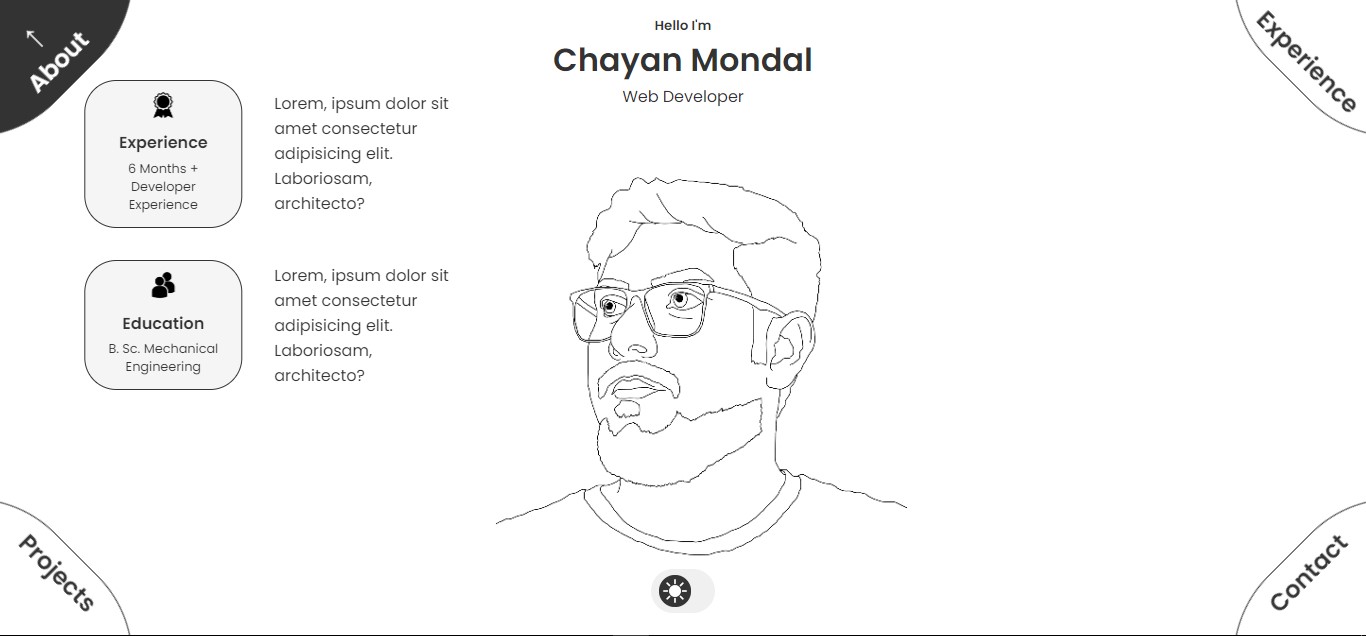 About
Hello I'm
Chayan Mondal
Web Developer
Experience
Experience
6 Months +
Developer
Experience
Lorem, ipsum dolor sit
amet consectetur
adipisicing elit.
Laboriosam,
architecto?
Education
B. Sc. Mechanical
Engineering
Lorem, ipsum dolor sit
amet consectetur
adipisicing elit.
Laboriosam,
architecto?
Projects
Contact